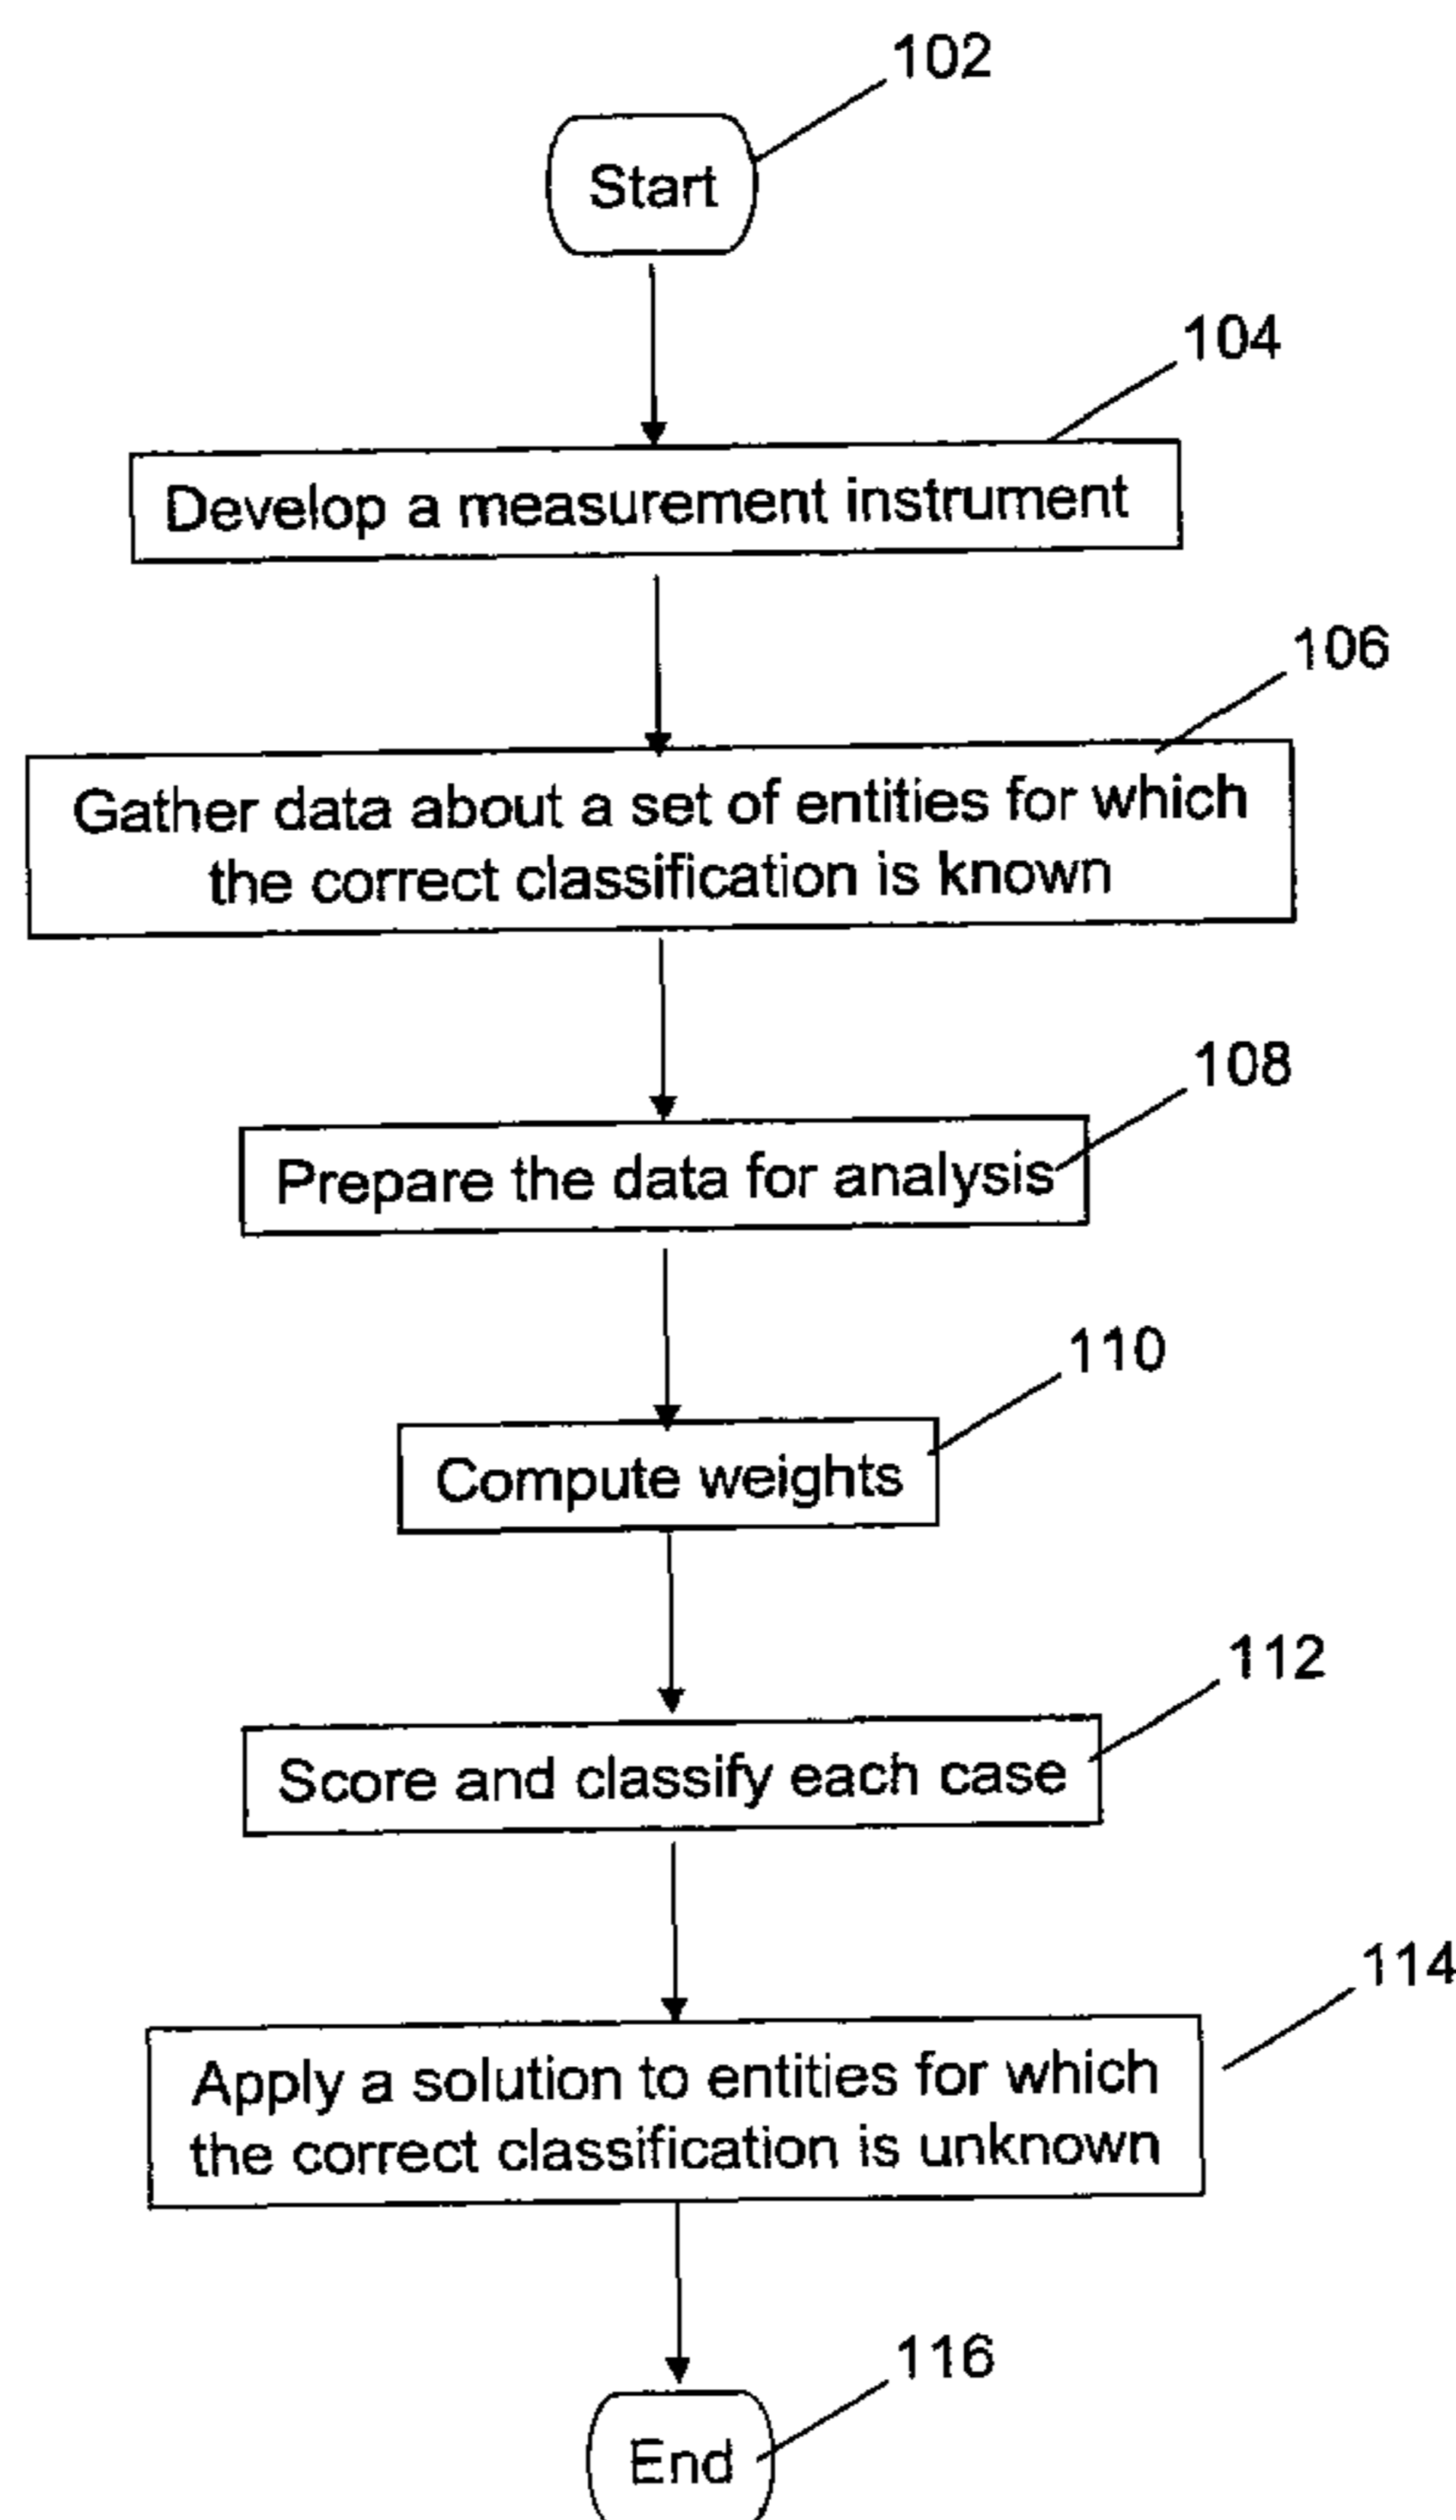 102
Start
104
Develop a measurement instrument
106
Gather data about a set of entities for which
the correct classification is known
108
Prepare the data for analysis
110
Compute weights
112
Score and classify each case
114
Apply a solution to entities for which
the correct classification is unknown
116
End